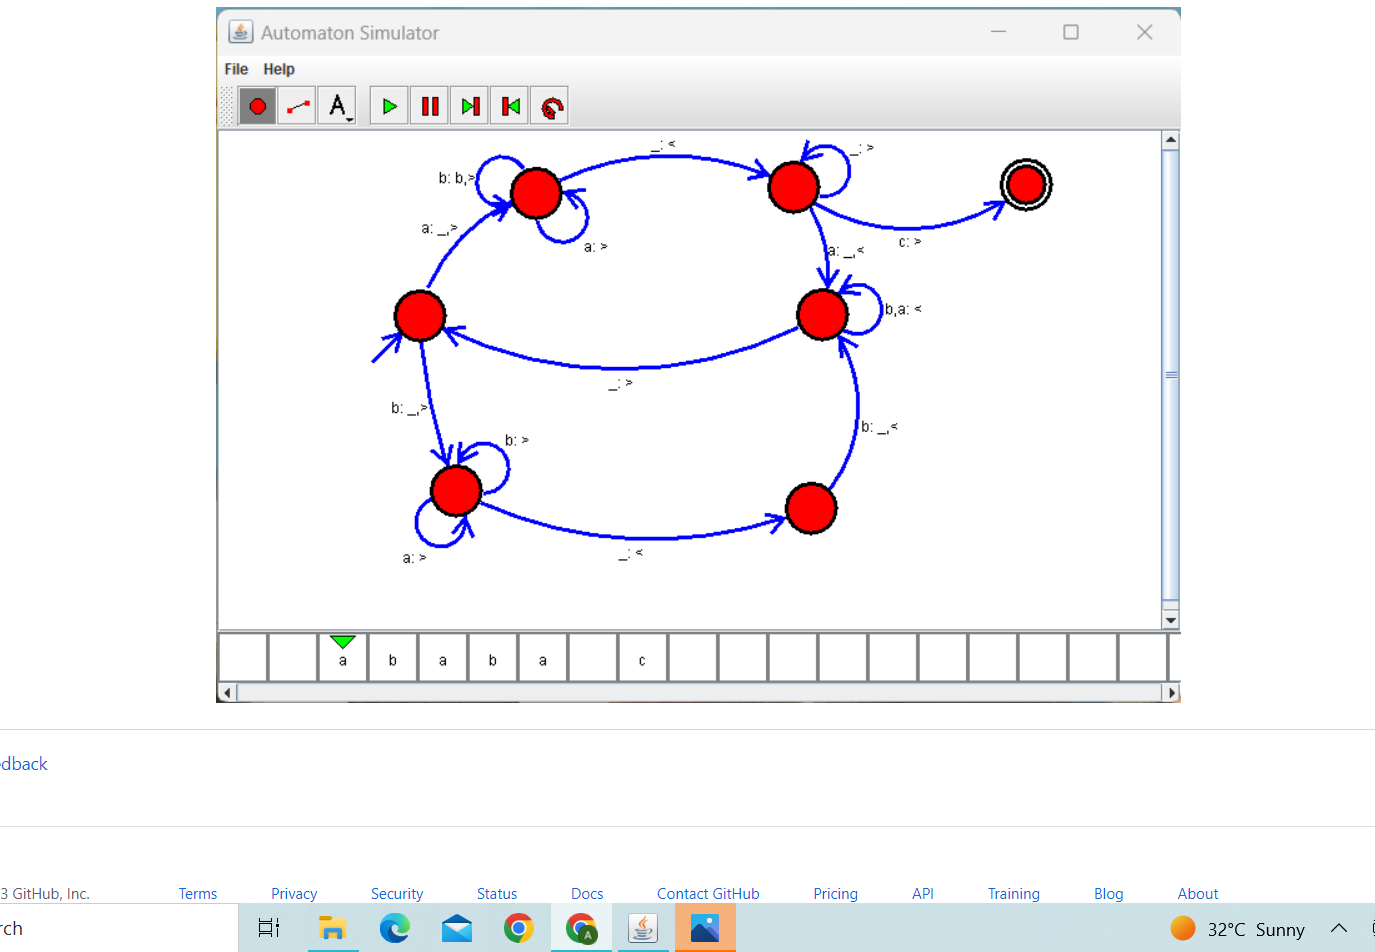 Automaton Simulator
File Help
A
_: <
_: >
b: b,>
a: _,>
a: >
c: >
a: _,<
b,a: <
_: >
b: _,>
b: _,<
b: >
a: >
_: <
a b a b a c
edback
3 GitHub, Inc. Terms Privacy Security Status Docs Contact GitHub Pricing API Training Blog About
rch
A
32°C Sunny